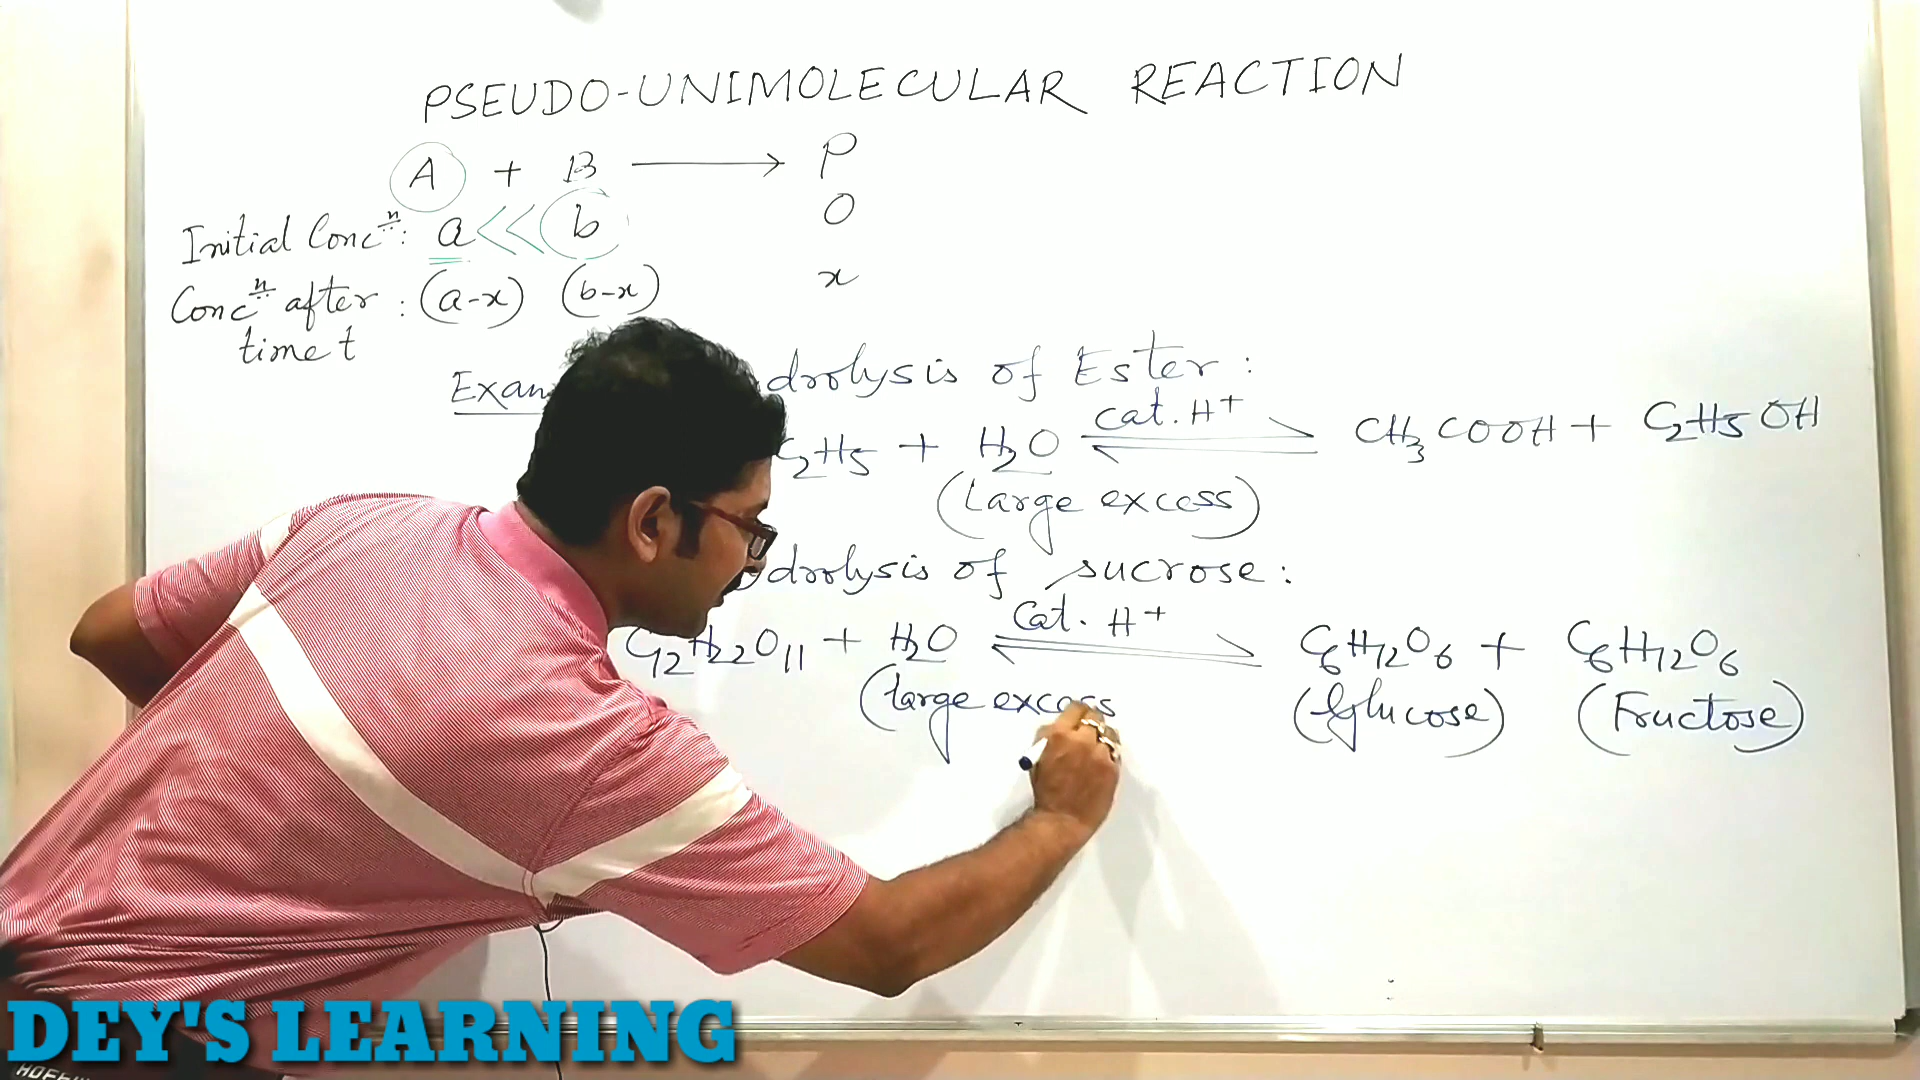 PSEUDO-UNIMOLECULAR REACTION
A + B ⟶ P
Initial Concⁿ: a << b O
Concⁿ after : (a-x) (b-x) x
time t
Exam drolysis of Ester :
C₂H₅ + H₂O ⇌ cat. H⁺ CH₃COOH + C₂H₅OH
(Large excess)
drolysis of sucrose :
C₁₂H₂₂O₁₁ + H₂O ⇌ Cat. H⁺ C₆H₁₂O₆ + C₆H₁₂O₆
(large excess (Glucose) (Fructose)
DEY'S LEARNING